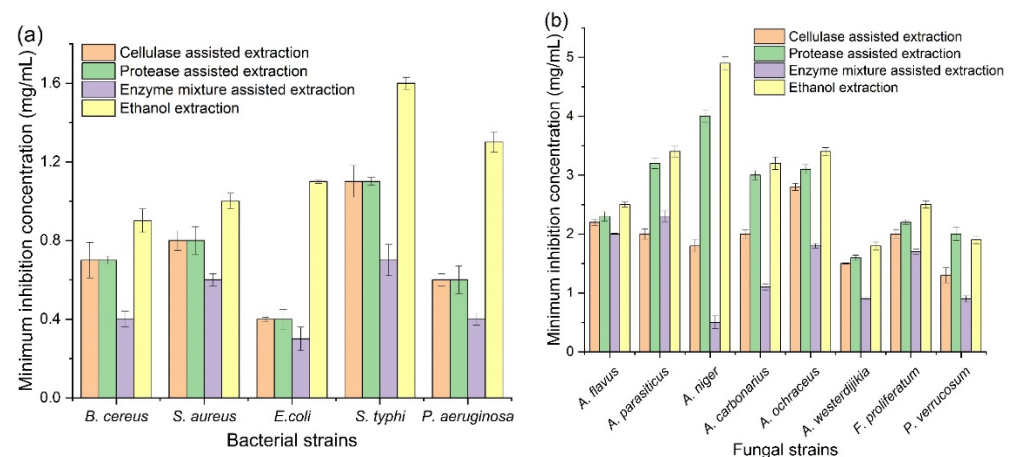 (a)
Cellulase assisted extraction
Protease assisted extraction
Enzyme mixture assisted extraction
Ethanol extraction
Minimum inhibition concentration (mg/mL)
1.6
1.2
0.8
0.4
0.0
B. cereus
S. aureus
E.coli
S. typhi
P. aeruginosa
Bacterial strains
(b)
Cellulase assisted extraction
Protease assisted extraction
Enzyme mixture assisted extraction
Ethanol extraction
Minimum inhibition concentration (mg/mL)
5
4
3
2
1
0
A. flavus
A. parasiticus
A. niger
A. carbonarius
A. ochraceus
A. westerdijikia
F. proliferatum
P. verrucosum
Fungal strains